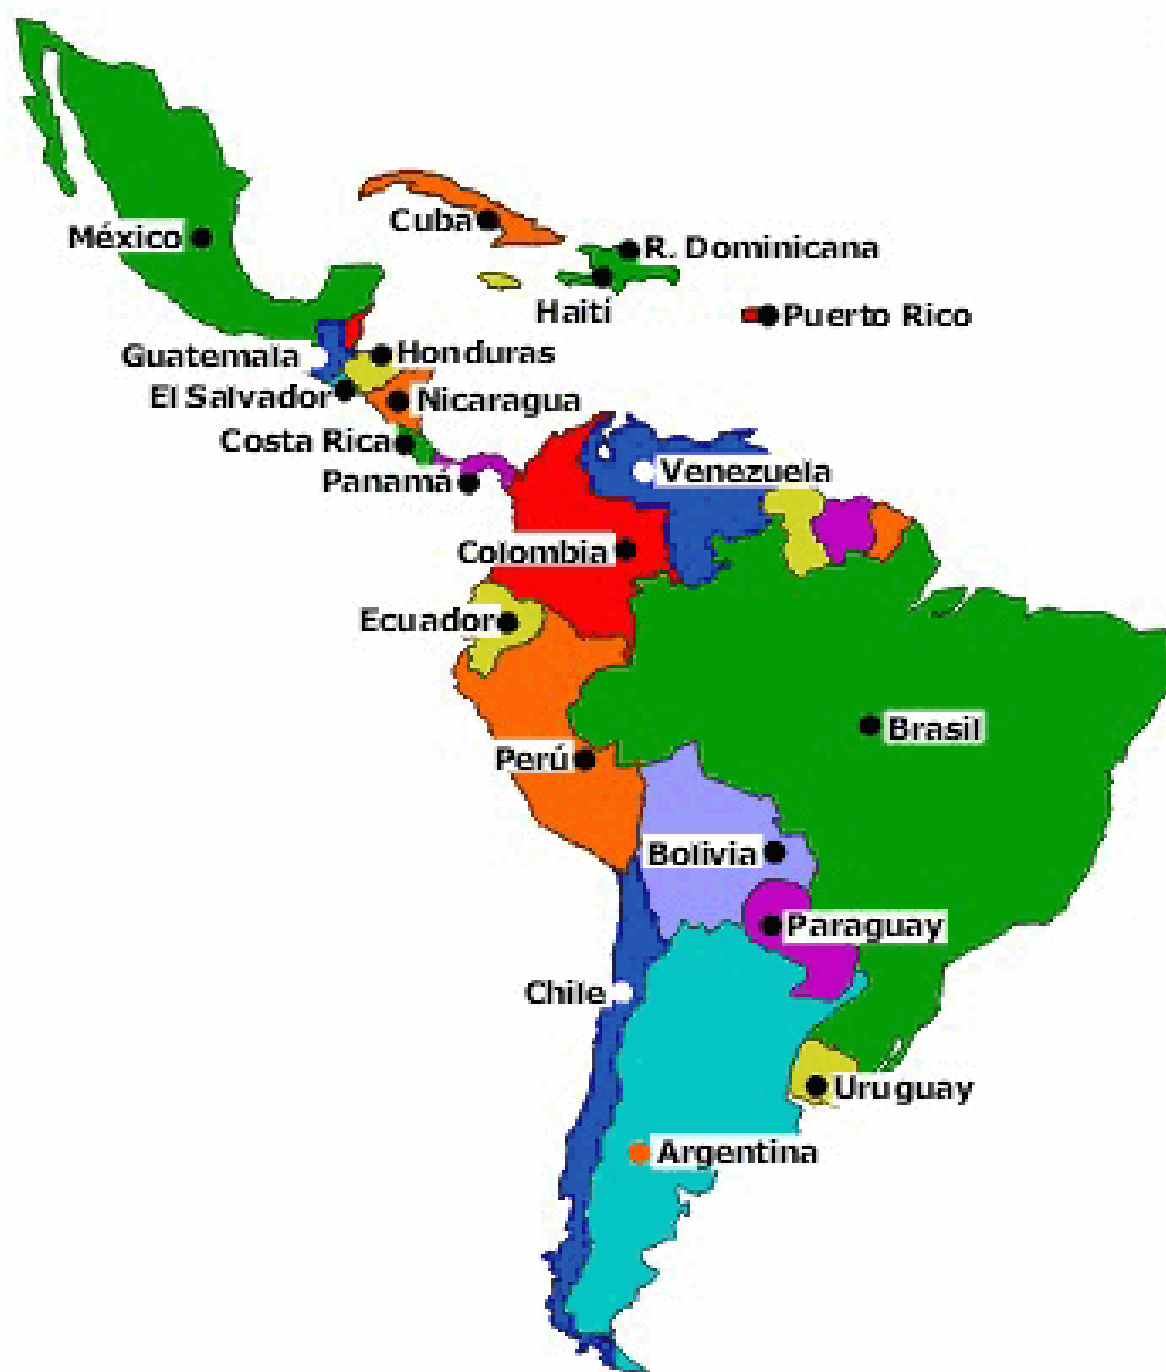 México
Cuba
R. Dominicana
Haití
Puerto Rico
Guatemala
Honduras
El Salvador
Nicaragua
Costa Rica
Panamá
Venezuela
Colombia
Ecuador
Brasil
Perú
Bolivia
Paraguay
Chile
Uruguay
Argentina